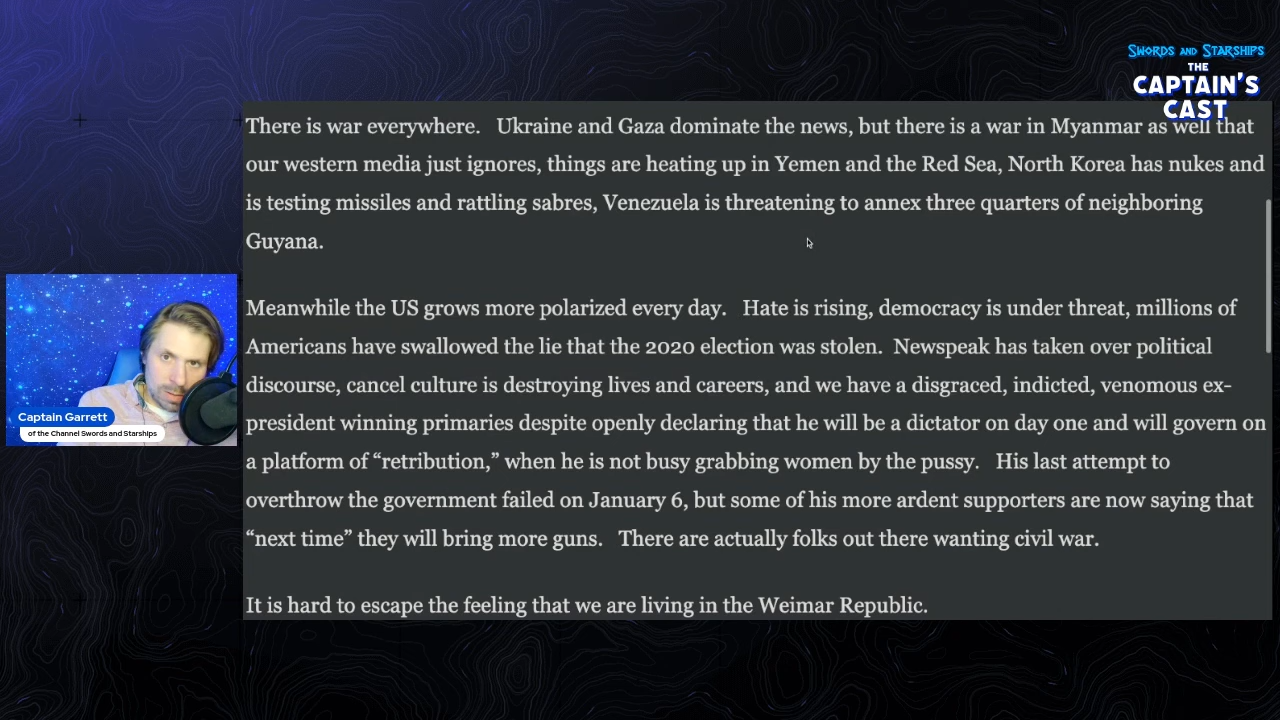 SWORDS AND STARSHIPS
THE
CAPTAIN'S
CAST
There is war everywhere.   Ukraine and Gaza dominate the news, but there is a war in Myanmar as well that
our western media just ignores, things are heating up in Yemen and the Red Sea, North Korea has nukes and
is testing missiles and rattling sabres, Venezuela is threatening to annex three quarters of neighboring
Guyana.
Meanwhile the US grows more polarized every day.   Hate is rising, democracy is under threat, millions of
Americans have swallowed the lie that the 2020 election was stolen.  Newspeak has taken over political
discourse, cancel culture is destroying lives and careers, and we have a disgraced, indicted, venomous ex-
president winning primaries despite openly declaring that he will be a dictator on day one and will govern on
a platform of “retribution,” when he is not busy grabbing women by the pussy.   His last attempt to
overthrow the government failed on January 6, but some of his more ardent supporters are now saying that
“next time” they will bring more guns.   There are actually folks out there wanting civil war.
It is hard to escape the feeling that we are living in the Weimar Republic.
Captain Garrett
of the Channel Swords and Starships